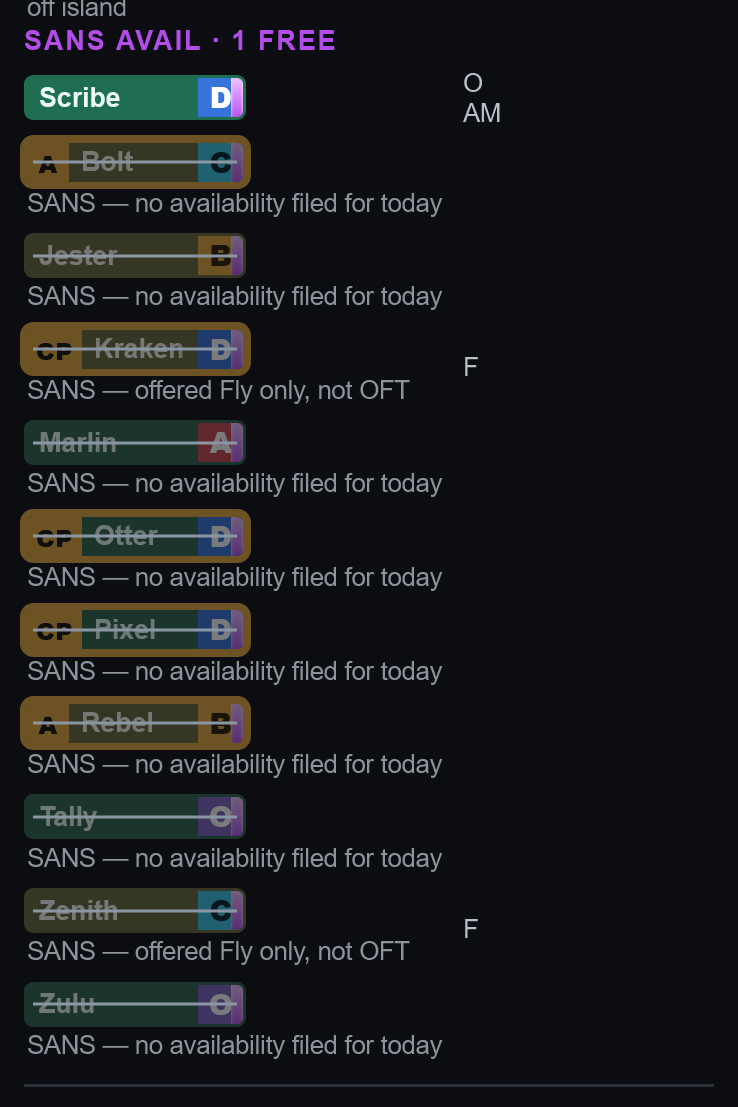 off island
SANS AVAIL · 1 FREE
Scribe D O
AM
A Bolt C
SANS — no availability filed for today
Jester B
SANS — no availability filed for today
CP Kraken D F
SANS — offered Fly only, not OFT
Marlin A
SANS — no availability filed for today
CP Otter D
SANS — no availability filed for today
CP Pixel D
SANS — no availability filed for today
A Rebel B
SANS — no availability filed for today
Tally O
SANS — no availability filed for today
Zenith C F
SANS — offered Fly only, not OFT
Zulu O
SANS — no availability filed for today